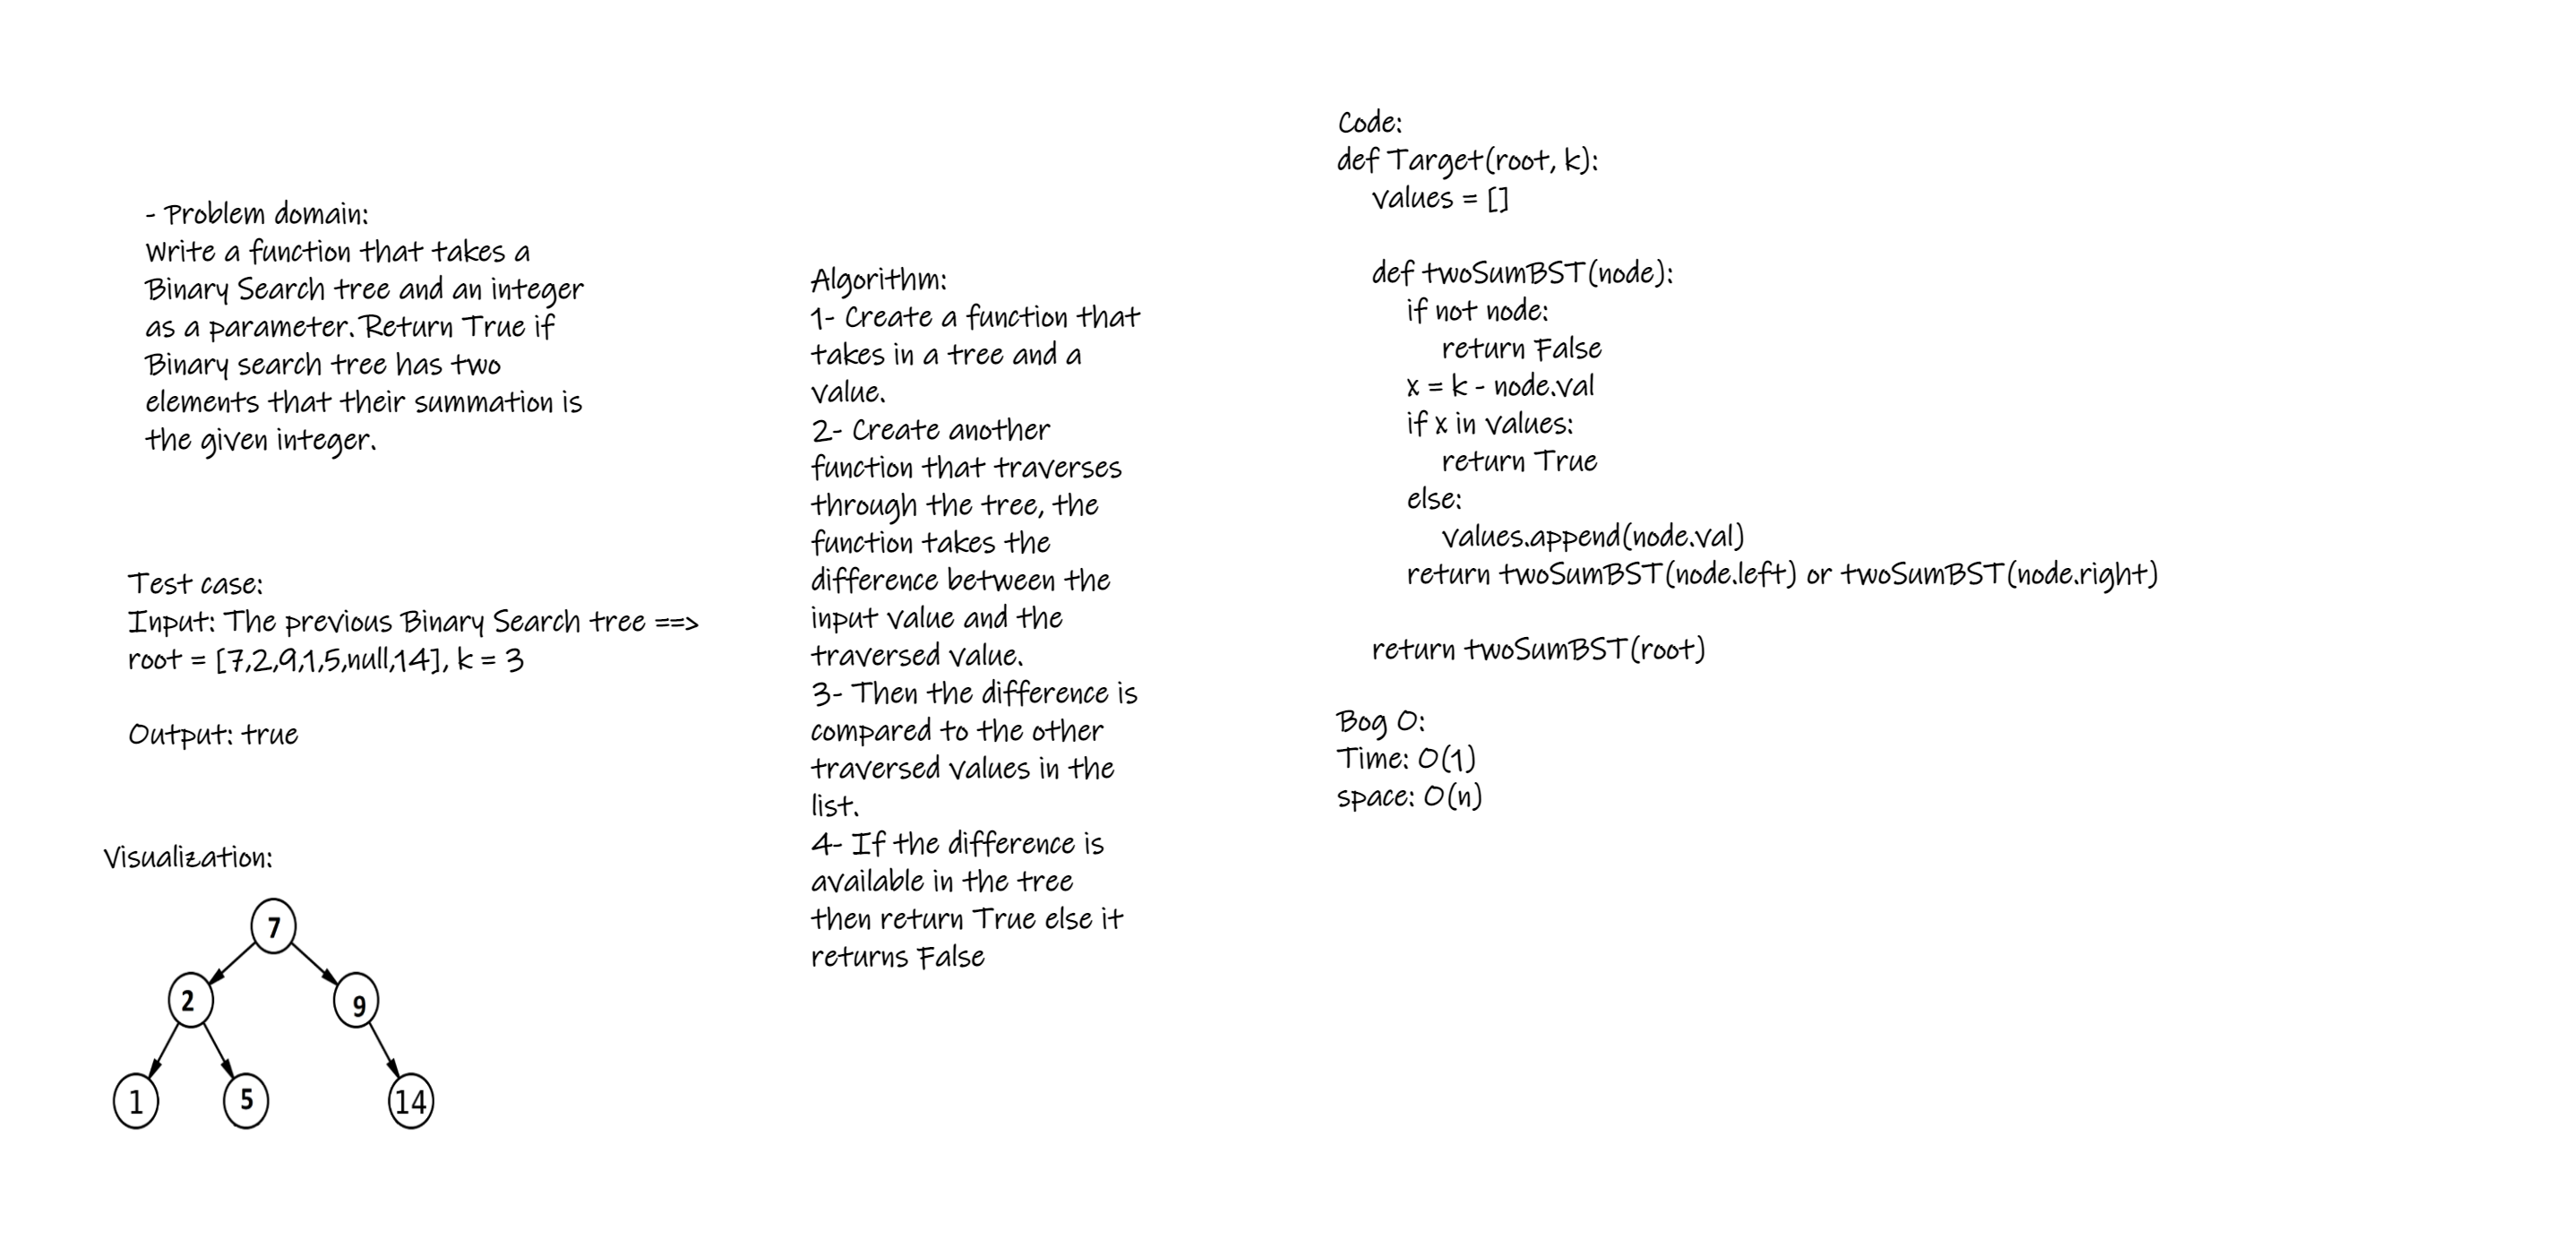 - Problem domain:
Write a function that takes a
Binary Search tree and an integer
as a parameter. Return True if
Binary search tree has two
elements that their summation is
the given integer.
Test case:
Input: The previous Binary Search tree ==>
root = [7,2,9,1,5,null,14], k = 3
Output: true
Visualization:
7
2
9
1
5
14
Algorithm:
1- Create a function that
takes in a tree and a
value.
2- Create another
function that traverses
through the tree, the
function takes the
difference between the
input value and the
traversed value.
3- Then the difference is
compared to the other
traversed values in the
list.
4- If the difference is
available in the tree
then return True else it
returns False
Code:
def Target(root, k):
values = []
def twoSumBST(node):
if not node:
return False
x = k - node.val
if x in values:
return True
else:
values.append(node.val)
return twoSumBST(node.left) or twoSumBST(node.right)
return twoSumBST(root)
Bog O:
Time: O(1)
space: O(n)